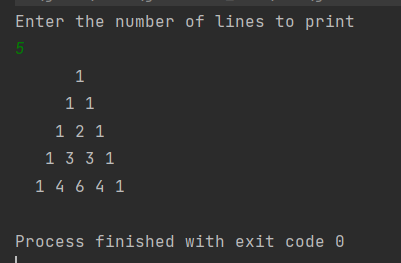 Enter the number of lines to print
5
1
1 1
1 2 1
1 3 3 1
1 4 6 4 1
Process finished with exit code 0